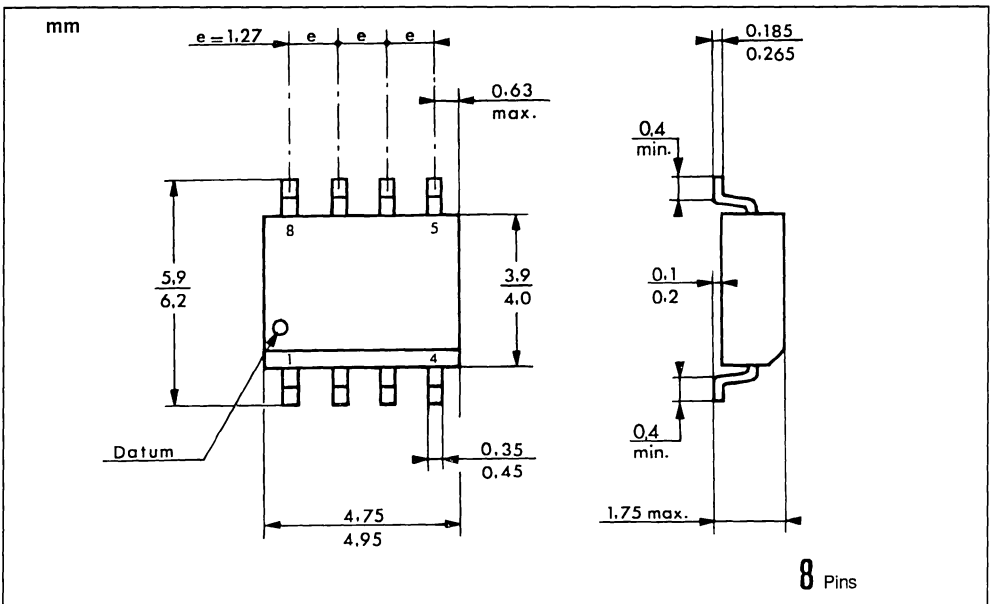 mm
e = 1,27
e
e
e
0,185
0,265
0,63
max.
0,4
min.
8
5
5,9
6,2
3,9
4,0
0,1
0,2
1
4
Datum
0,35
0,45
0,4
min.
4,75
4,95
1,75 max.
8 Pins